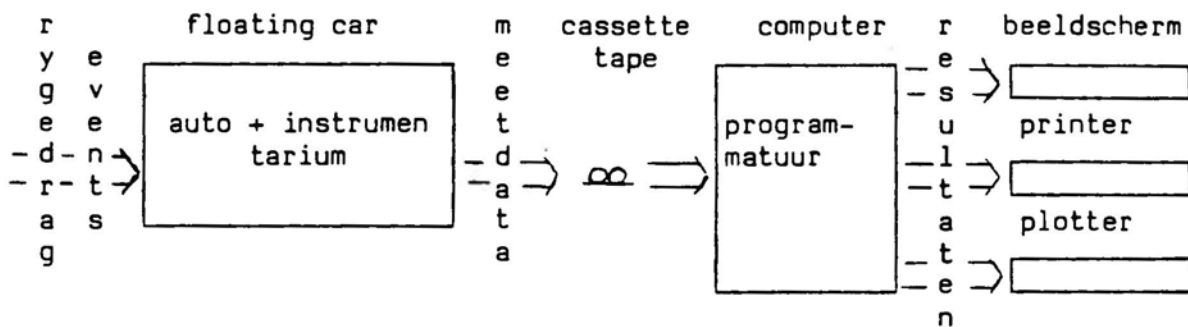 rygedrag
events
floating car
auto + instrumen
tarium
meetdata
cassette
tape
computer
program-
matuur
resultaten
beeldscherm
printer
plotter